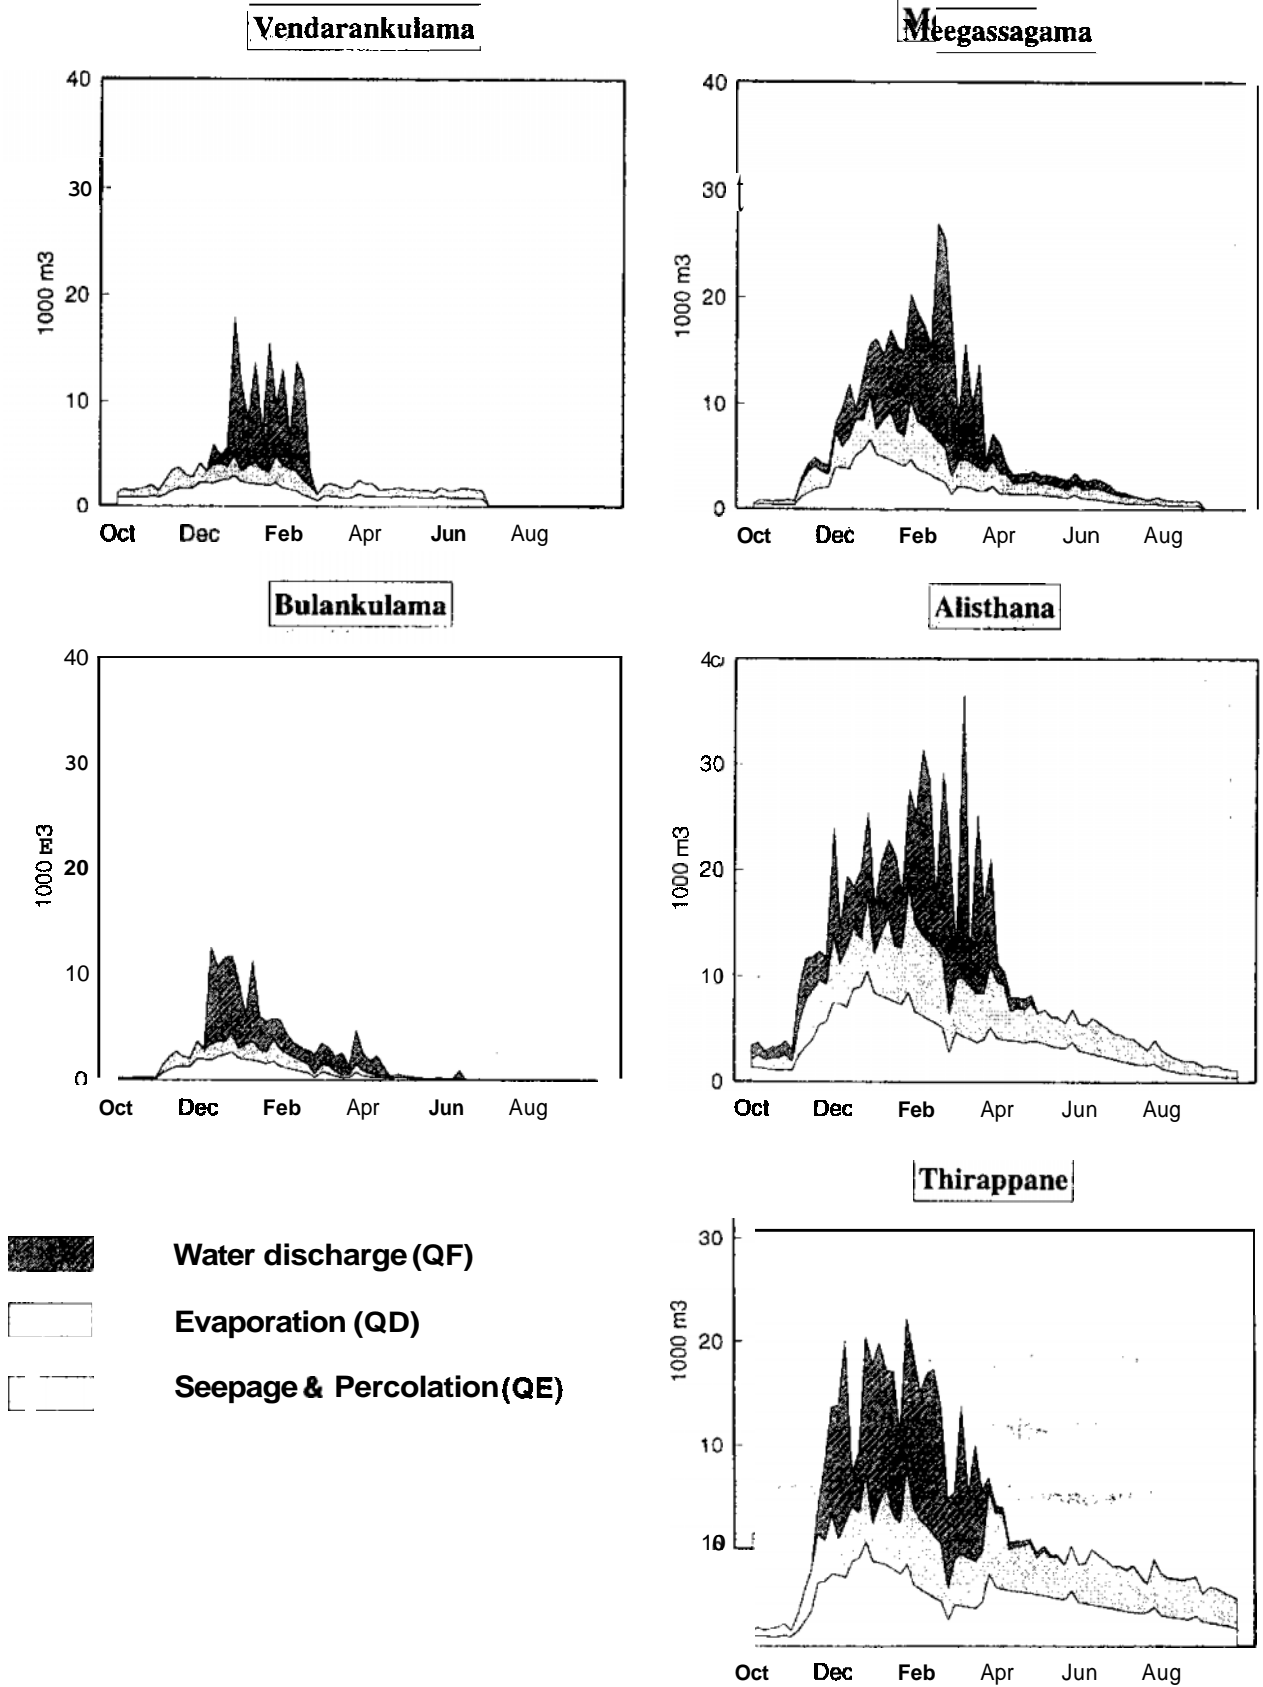 Vendarankulama
40
30
20
10
0
1000 m3
Oct Dec Feb Apr Jun Aug
Meegassagama
40
30
20
10
0
1000 m3
Oct Dec Feb Apr Jun Aug
Bulankulama
40
30
20
10
0
1000 m3
Oct Dec Feb Apr Jun Aug
Alisthana
40
30
20
10
0
1000 m3
Oct Dec Feb Apr Jun Aug
Thirappane
30
20
10
1000 m3
Oct Dec Feb Apr Jun Aug
Water discharge (QF)
Evaporation (QD)
Seepage & Percolation (QE)